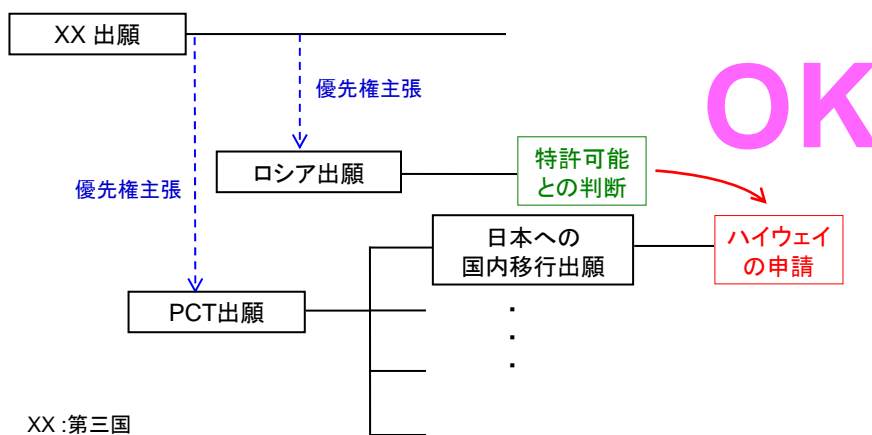 XX 出願
優先権主張
OK
ロシア出願
特許可能
との判断
優先権主張
日本への
国内移行出願
ハイウェイ
の申請
PCT出願
・
・
・
XX :第三国